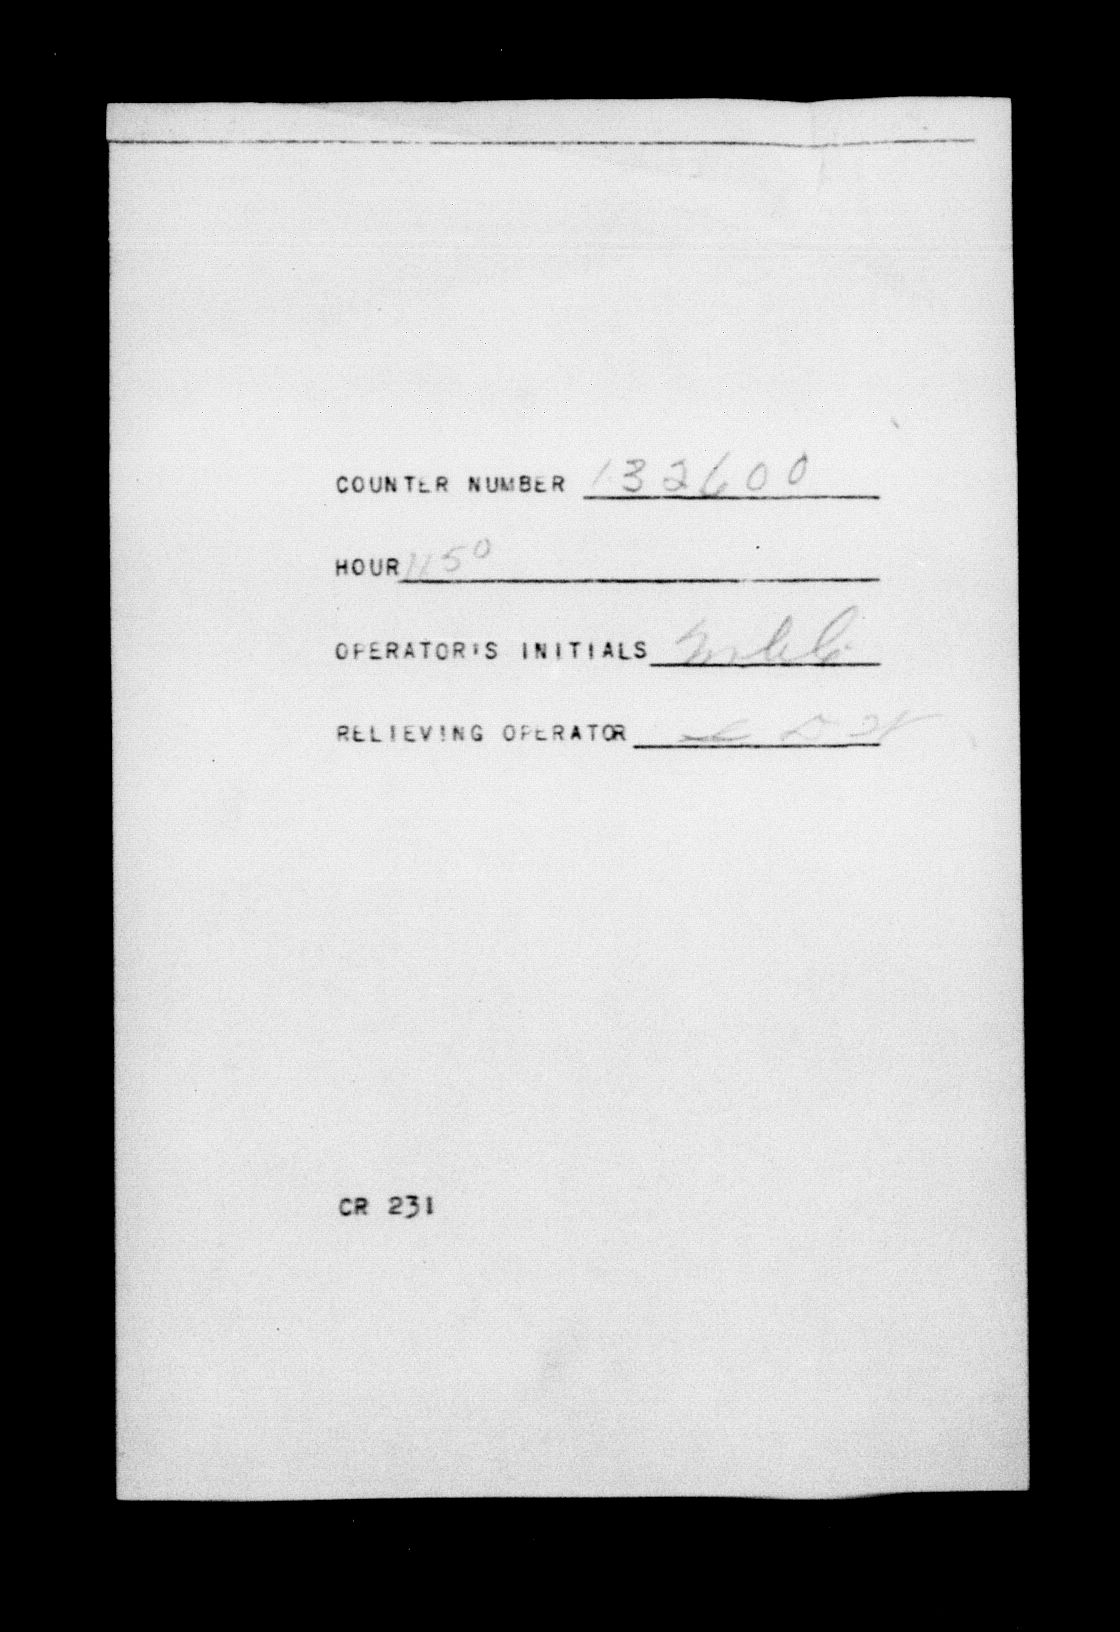 COUNTER NUMBER 132600
HOUR 1150
OPERATOR'S INITIALS
RELIEVING OPERATOR
CR 231